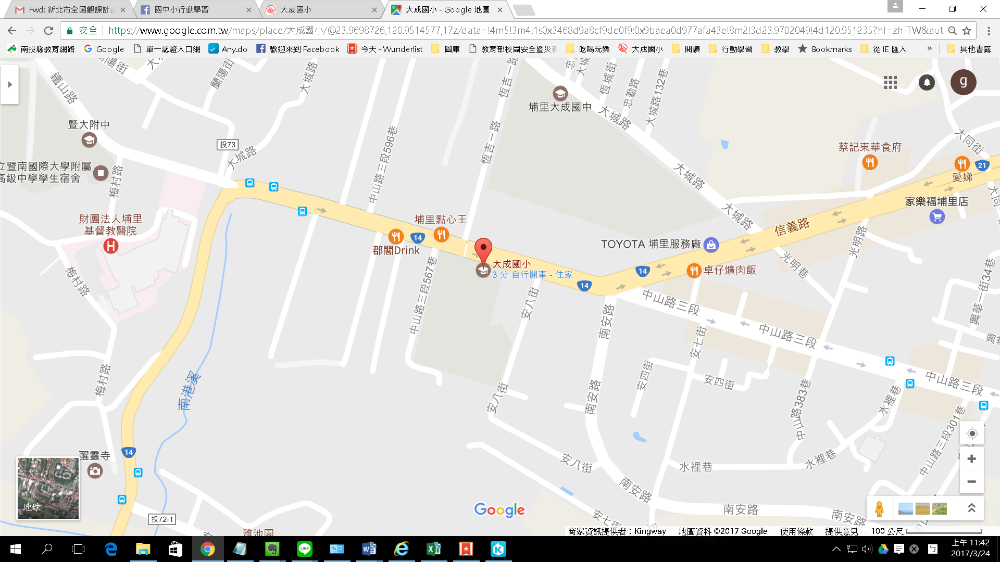 Fwd: 新北市全國觀課計
國中小行動學習
大成國小
大成國小 - Google 地圖
安全
https://www.google.com.tw/maps/place/大成國小/@23.9698726,120.9514577,17z/data=!4m5!3m4!1s0x3468d9a8cf9de0f9:0x9baea0d977afa43e!8m2!3d23.9702049!4d120.951235?hl=zh-TW&aut
南投縣教育網路
Google
單一認證入口網
Any.do
歡迎來到 Facebook
今天 - Wunderlist
圖庫
教育部校園安全暨災
吃喝玩樂
大成國小
閱讀
行動學習
教學
Bookmarks
從 IE 匯入
»
其他書籤
g
鐵山路
蘭陽街
大城路
恆吉一路
大城
恆城街
忠勤路
大城路132巷
埔里大成國中
大城路
暨大附中
投73
大城路
中山路三段596巷
恆吉一路
大同街
蔡記東華食府
愛娣
21
大同
立暨南國際大學附屬
高級中學學生宿舍
梅村路
大城路
家樂福埔里店
大城路
信義路
財團法人埔里
基督教醫院
H
埔里點心王
14
郡閣Drink
TOYOTA 埔里服務廠
光明路
光明巷
大成國小
3 分 自行開車 - 住家
14
14
卓仔爌肉飯
梅村路
中山路三段567巷
安八街
南安路
中山路三段
中山路三段
安七街
興華一街34巷
興
梅村路
南港溪
安八街
南安路
安四街
安四街
中山路383巷
水裡巷
中山路三段
中山路三段301巷
醒靈寺
14
地球
安八街
水裡巷
水裡巷
南安路
南安路
南安路
安七街
投72-1
雅池園
Google
商家資訊提供者：Kingway
地圖資料 ©2017 Google
使用條款
提供意見
100 公尺
LINE
上午 11:42
2017/3/24